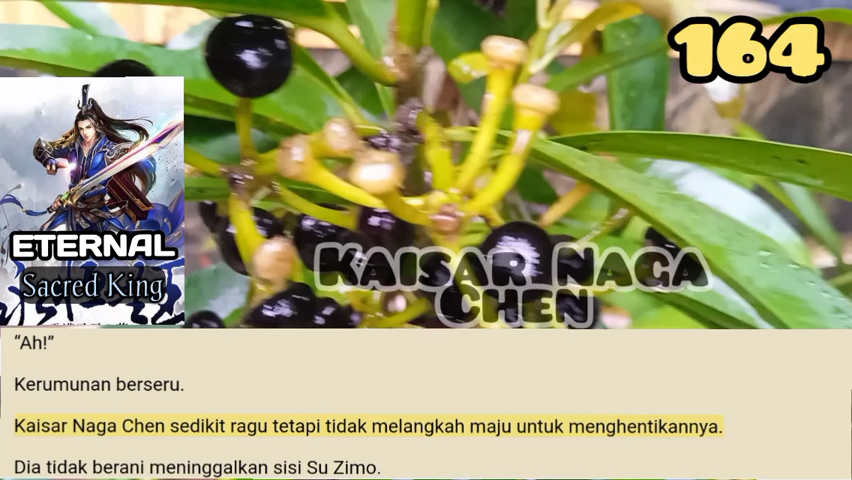 164
ETERNAL
Sacred King
KAISAR NAGA
CHEN
“Ah!”
Kerumunan berseru.
Kaisar Naga Chen sedikit ragu tetapi tidak melangkah maju untuk menghentikannya.
Dia tidak berani meninggalkan sisi Su Zimo.